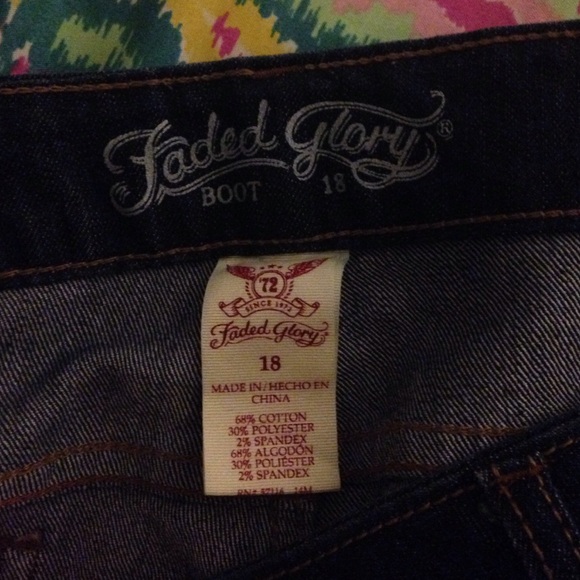 Faded Glory®
BOOT 18
72
SINCE 1972
Faded Glory®
18
MADE IN/HECHO EN
CHINA
68% COTTON
30% POLYESTER
2% SPANDEX
68% ALGODÓN
30% POLIÉSTER
2% SPANDEX